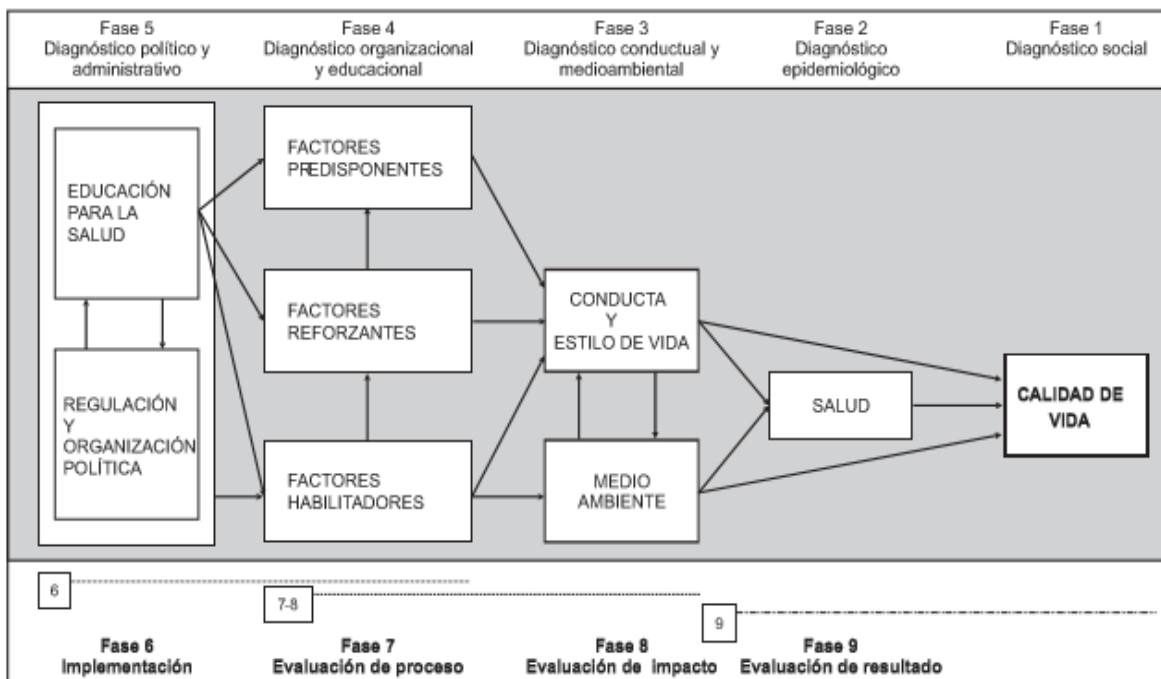 Fase 5
Diagnóstico político y
administrativo
Fase 4
Diagnóstico organizacional
y educacional
Fase 3
Diagnóstico conductual y
medioambiental
Fase 2
Diagnóstico
epidemiológico
Fase 1
Diagnóstico social
EDUCACIÓN
PARA LA
SALUD
REGULACIÓN
Y
ORGANIZACIÓN
POLÍTICA
FACTORES
PREDISPONENTES
FACTORES
REFORZANTES
FACTORES
HABILITADORES
CONDUCTA
Y
ESTILO DE VIDA
MEDIO
AMBIENTE
SALUD
CALIDAD DE
VIDA
6
7-8
9
Fase 6
Implementación
Fase 7
Evaluación de proceso
Fase 8
Evaluación de impacto
Fase 9
Evaluación de resultado